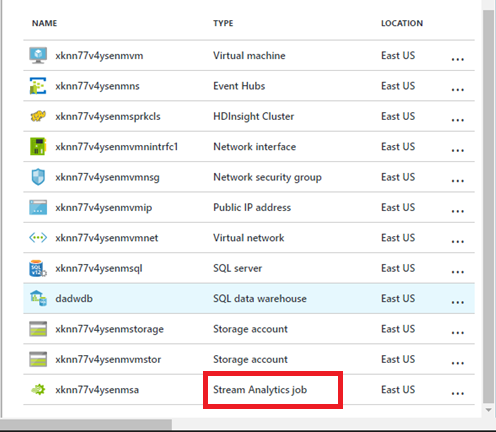 NAME TYPE LOCATION
xknn77v4ysenmvm Virtual machine East US ...
xknn77v4ysenmns Event Hubs East US ...
xknn77v4ysenmsprkcls HDInsight Cluster East US ...
xknn77v4ysenmvmnintrfc1 Network interface East US ...
xknn77v4ysenmvmnsg Network security group East US ...
xknn77v4ysenmvmip Public IP address East US ...
xknn77v4ysenmvmnet Virtual network East US ...
xknn77v4ysenmsql SQL server East US ...
dadwdb SQL data warehouse East US ...
xknn77v4ysenmstorage Storage account East US ...
xknn77v4ysenmvmstor Storage account East US ...
xknn77v4ysenmsa Stream Analytics job East US ...